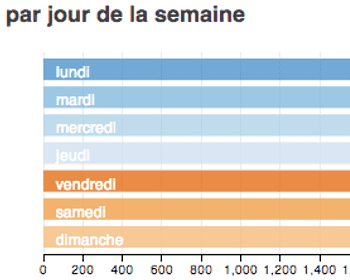 par jour de la semaine
lundi
mardi
mercredi
jeudi
vendredi
samedi
dimanche
0 200 400 600 800 1,000 1,200 1,400 1